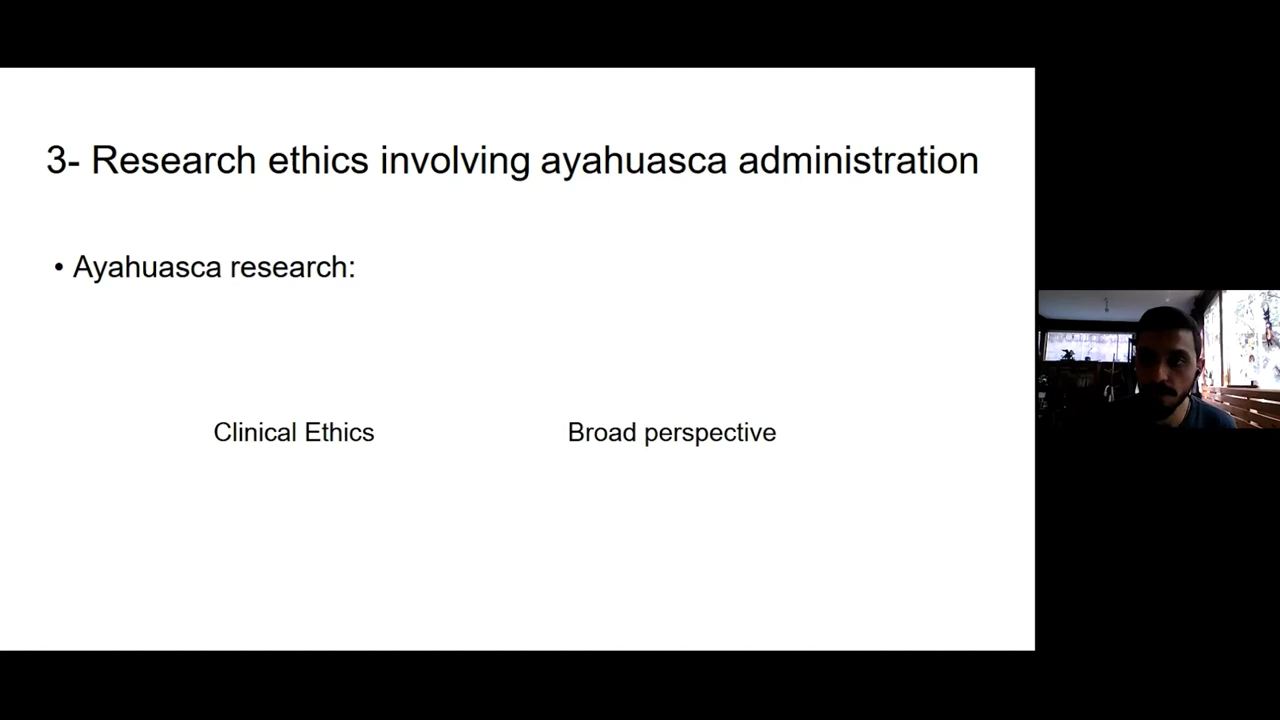 3- Research ethics involving ayahuasca administration
• Ayahuasca research:
Clinical Ethics
Broad perspective